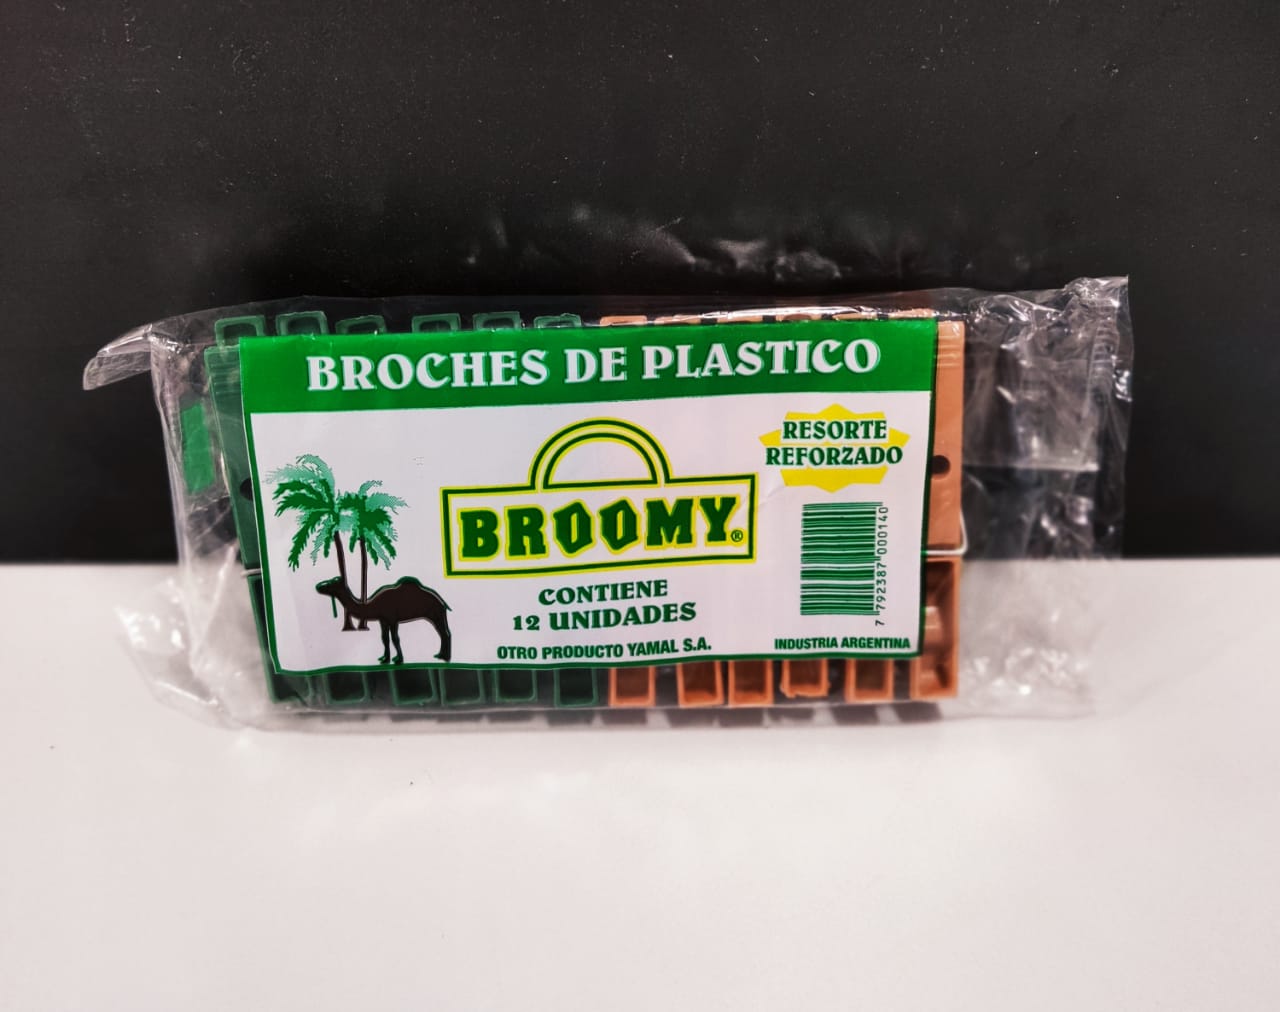 BROCHES DE PLASTICO
RESORTE
REFORZADO
BROOMY®
CONTIENE
12 UNIDADES
OTRO PRODUCTO YAMAL S.A.
7 792387 000140
INDUSTRIA ARGENTINA